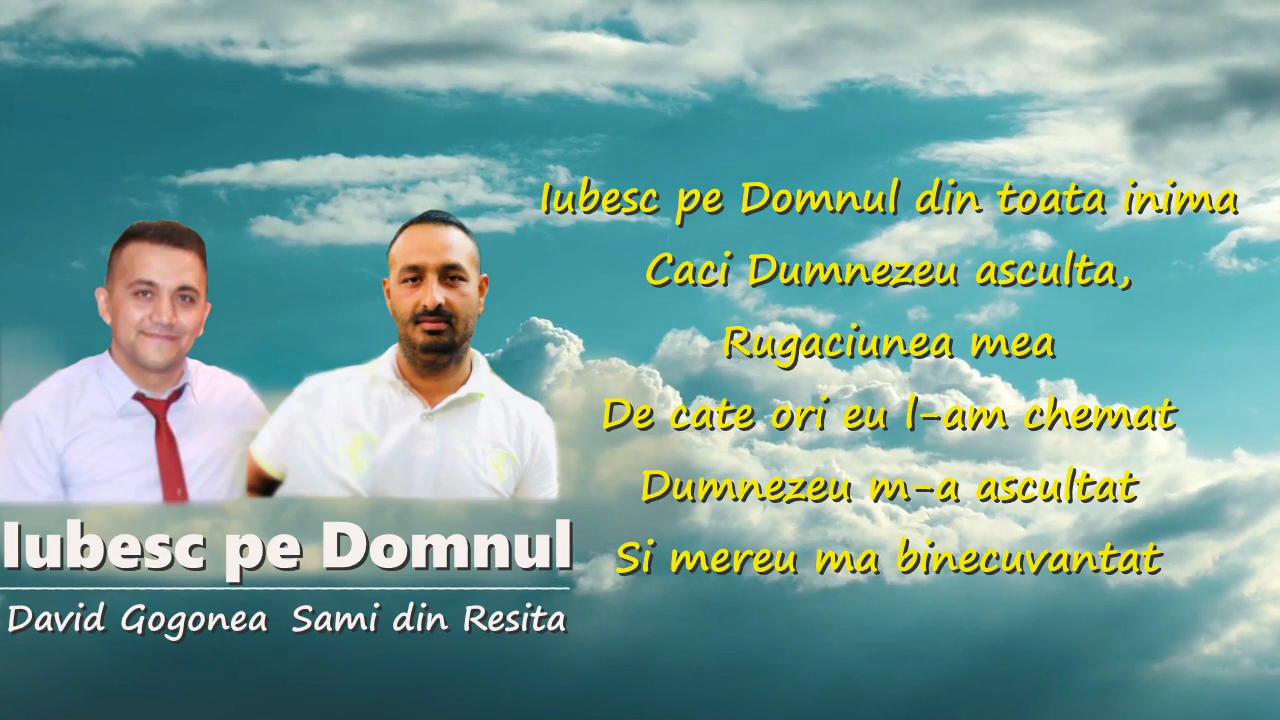 Iubesc pe Domnul din toata inima
Caci Dumnezeu asculta,
Rugaciunea mea
De cate ori eu l-am chemat
Dumnezeu m-a ascultat
Si mereu ma binecuvantat
Iubesc pe Domnul
David Gogonea Sami din Resita